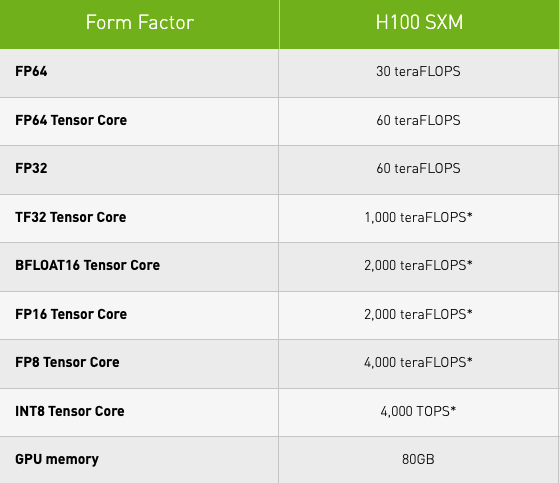 Form Factor H100 SXM
FP64 30 teraFLOPS
FP64 Tensor Core 60 teraFLOPS
FP32 60 teraFLOPS
TF32 Tensor Core 1,000 teraFLOPS*
BFLOAT16 Tensor Core 2,000 teraFLOPS*
FP16 Tensor Core 2,000 teraFLOPS*
FP8 Tensor Core 4,000 teraFLOPS*
INT8 Tensor Core 4,000 TOPS*
GPU memory 80GB